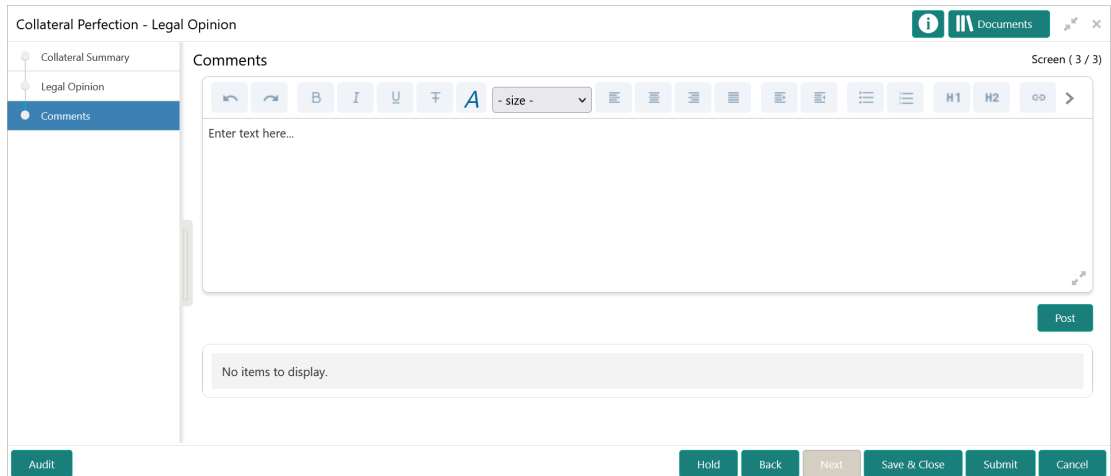 Collateral Perfection - Legal Opinion
Documents
Collateral Summary
Legal Opinion
Comments
Comments
Screen ( 3 / 3)
B I U T A - size - H1 H2
Enter text here...
Post
No items to display.
Audit
Hold Back Next Save & Close Submit Cancel